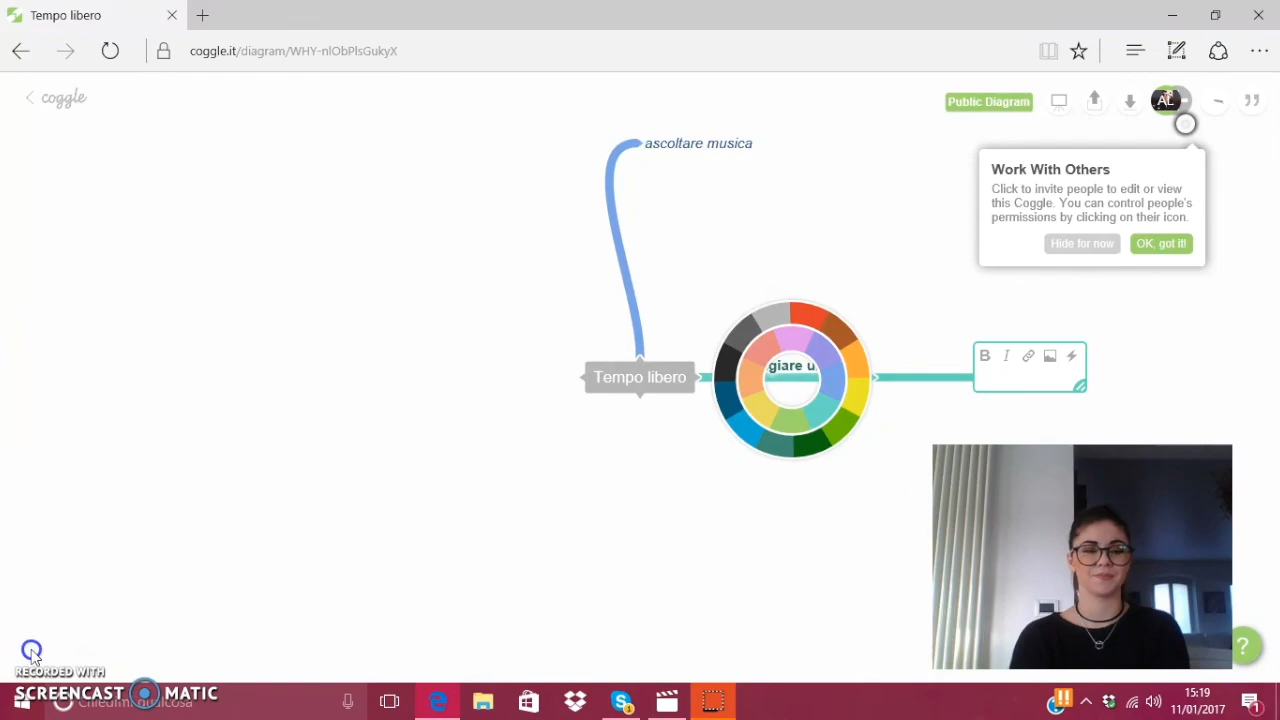 Tempo libero
coggle.it/diagram/WHY-nlObPlsGukyX
coggle
Public Diagram
AL
ascoltare musica
Work With Others
Click to invite people to edit or view
this Coggle. You can control people's
permissions by clicking on their icon.
Hide for now
OK, got it!
Tempo libero
giare u
B I
?
RECORDED WITH
SCREENCAST MATIC
15:19
11/01/2017
1